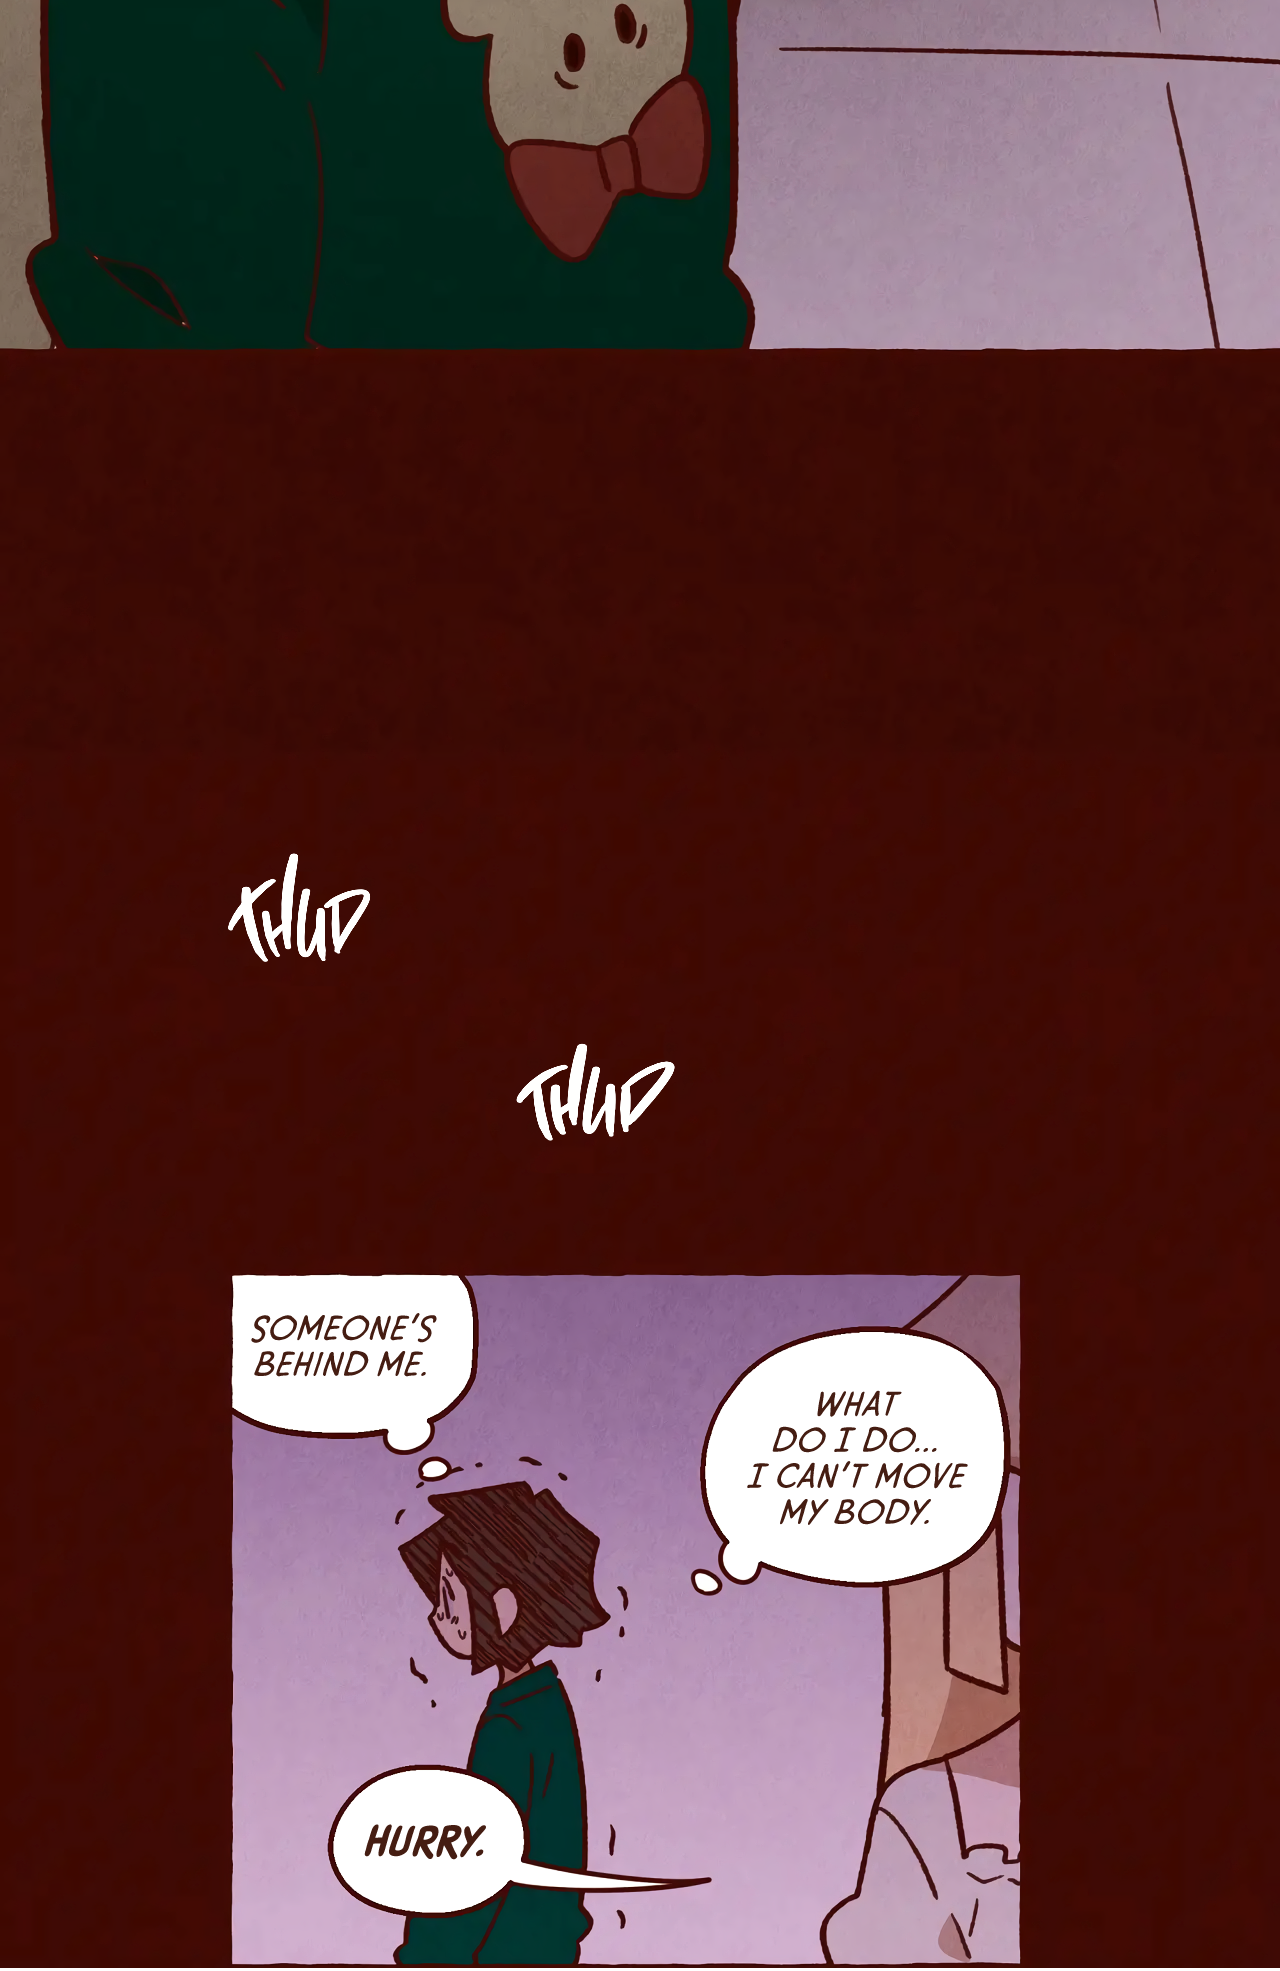 THUD
THUD
SOMEONE'S
BEHIND ME.
WHAT
DO I DO...
I CAN'T MOVE
MY BODY.
HURRY.